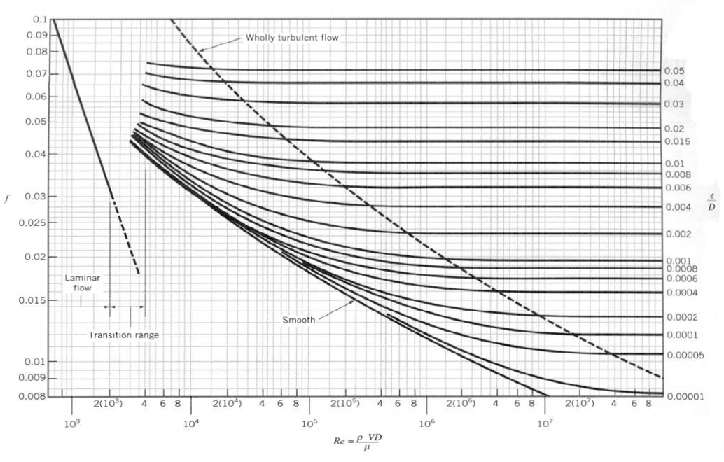 0.1
0.09
0.08
0.07
0.06
0.05
0.04
0.03
0.025
0.02
0.015
0.01
0.009
0.008
f
Wholly turbulent flow
Laminar
flow
Transition range
Smooth
0.05
0.04
0.03
0.02
0.015
0.01
0.008
0.006
0.004
0.002
0.001
0.0008
0.0006
0.0004
0.0002
0.0001
0.00005
0.00001
ε
D
2(10³) 4 6 8 2(10⁴) 4 6 8 2(10⁵) 4 6 8 2(10⁶) 4 6 8 2(10⁷) 4 6 8
10³ 10⁴ 10⁵ 10⁶ 10⁷
Re = ρ VD
μ